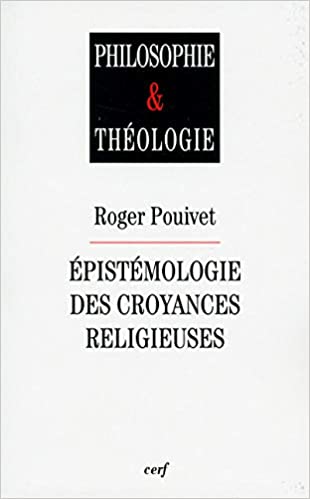 PHILOSOPHIE
&
THÉOLOGIE
Roger Pouivet
ÉPISTÉMOLOGIE
DES CROYANCES
RELIGIEUSES
cerf